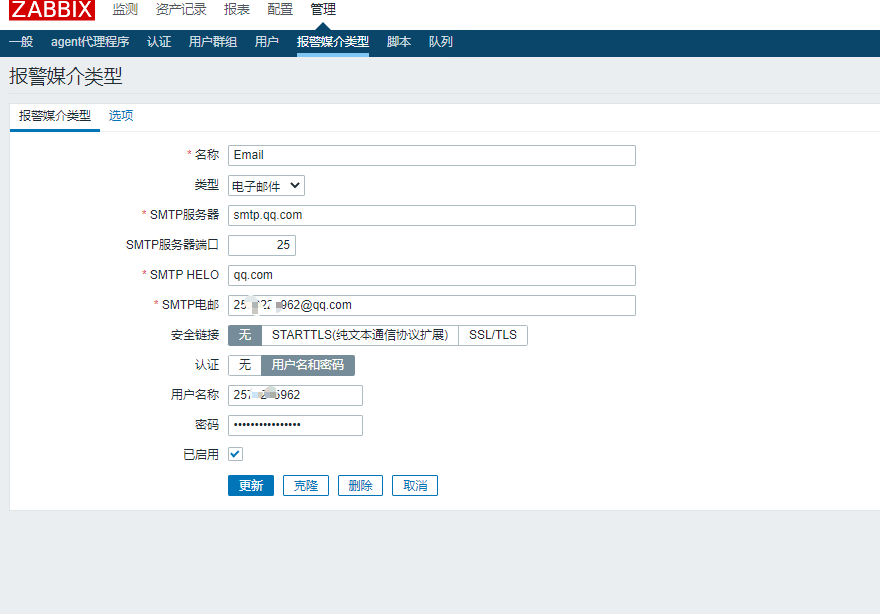 ZABBIX 监测 资产记录 报表 配置 管理
一般 agent代理程序 认证 用户群组 用户 报警媒介类型 脚本 队列
报警媒介类型
报警媒介类型 选项
* 名称 Email
类型 电子邮件
* SMTP服务器 smtp.qq.com
SMTP服务器端口 25
* SMTP HELO qq.com
* SMTP电邮 962@qq.com
安全链接 无 STARTTLS(纯文本通信协议扩展) SSL/TLS
认证 无 用户名和密码
用户名称 962
密码 ••••••••••••••••
已启用
更新 克隆 删除 取消